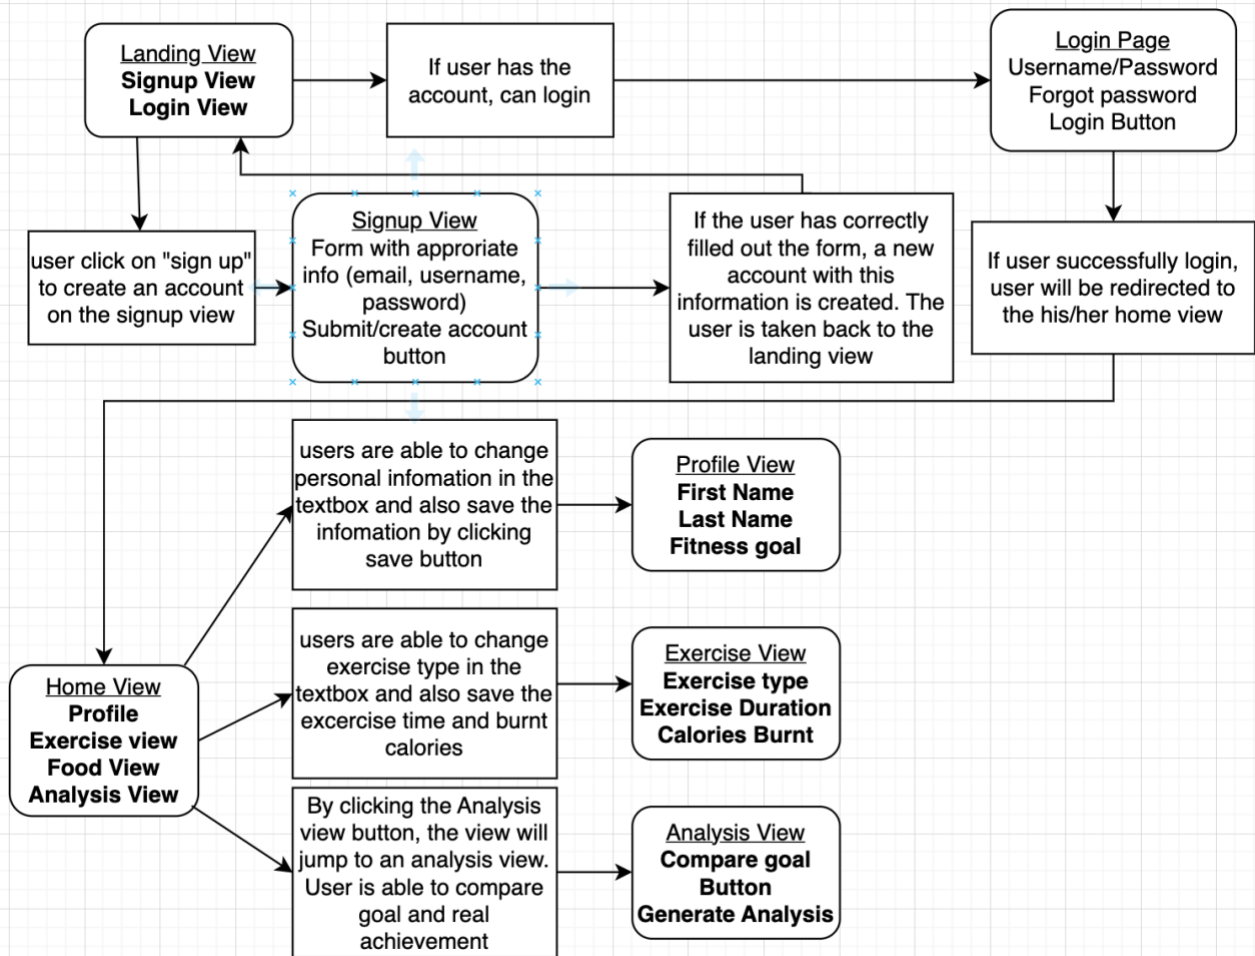 Landing View
Signup View
Login View
If user has the
account, can login
Login Page
Username/Password
Forgot password
Login Button
user click on "sign up"
to create an account
on the signup view
Signup View
Form with approriate
info (email, username,
password)
Submit/create account
button
If the user has correctly
filled out the form, a new
account with this
information is created. The
user is taken back to the
landing view
If user successfully login,
user will be redirected to
the his/her home view
users are able to change
personal infomation in the
textbox and also save the
infomation by clicking
save button
Profile View
First Name
Last Name
Fitness goal
Home View
Profile
Exercise view
Food View
Analysis View
users are able to change
exercise type in the
textbox and also save the
excercise time and burnt
calories
Exercise View
Exercise type
Exercise Duration
Calories Burnt
By clicking the Analysis
view button, the view will
jump to an analysis view.
User is able to compare
goal and real
achievement
Analysis View
Compare goal
Button
Generate Analysis